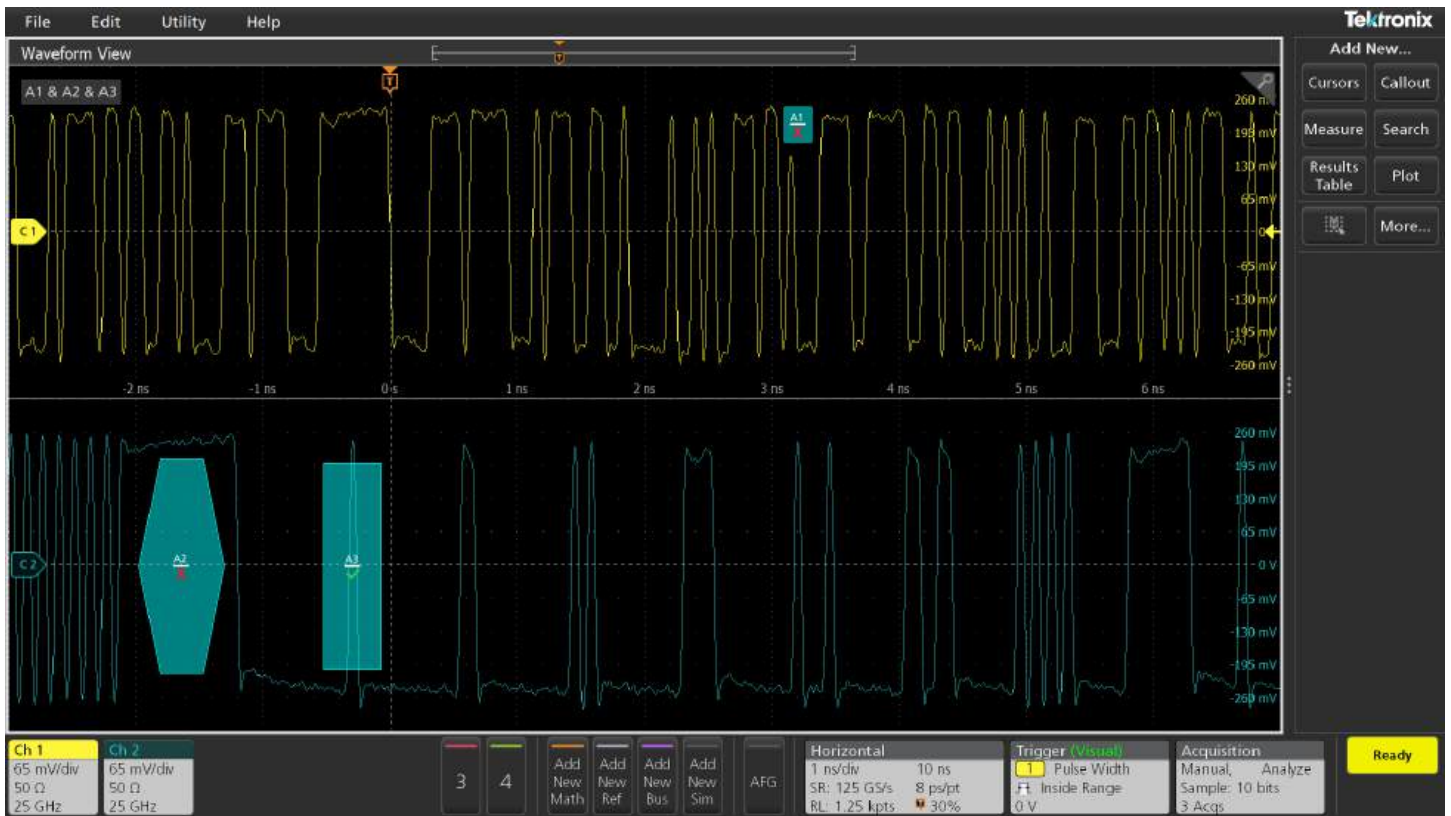 File Edit Utility Help
Tektronix
Waveform View
Add New...
A1 & A2 & A3
T
T
Cursors Callout
Measure Search
Results Table Plot
More...
A1
260 m
195 mV
130 mV
65 mV
C 1
0
-65 mV
-130 mV
-195 mV
-260 mV
-2 ns -1 ns 0 s 1 ns 2 ns 3 ns 4 ns 5 ns 6 ns
260 mV
195 mV
130 mV
65 mV
C 2
A2
A3
0 V
-65 mV
-130 mV
-195 mV
-260 mV
Ch 1
65 mV/div
50 Ω
25 GHz
Ch 2
65 mV/div
50 Ω
25 GHz
3
4
Add New Math
Add New Ref
Add New Bus
Add New Sim
AFG
Horizontal
1 ns/div 10 ns
SR: 125 GS/s 8 ps/pt
RL: 1.25 kpts 30%
Trigger (Visual)
1 Pulse Width
Inside Range
0 V
Acquisition
Manual, Analyze
Sample: 10 bits
3 Acqs
Ready